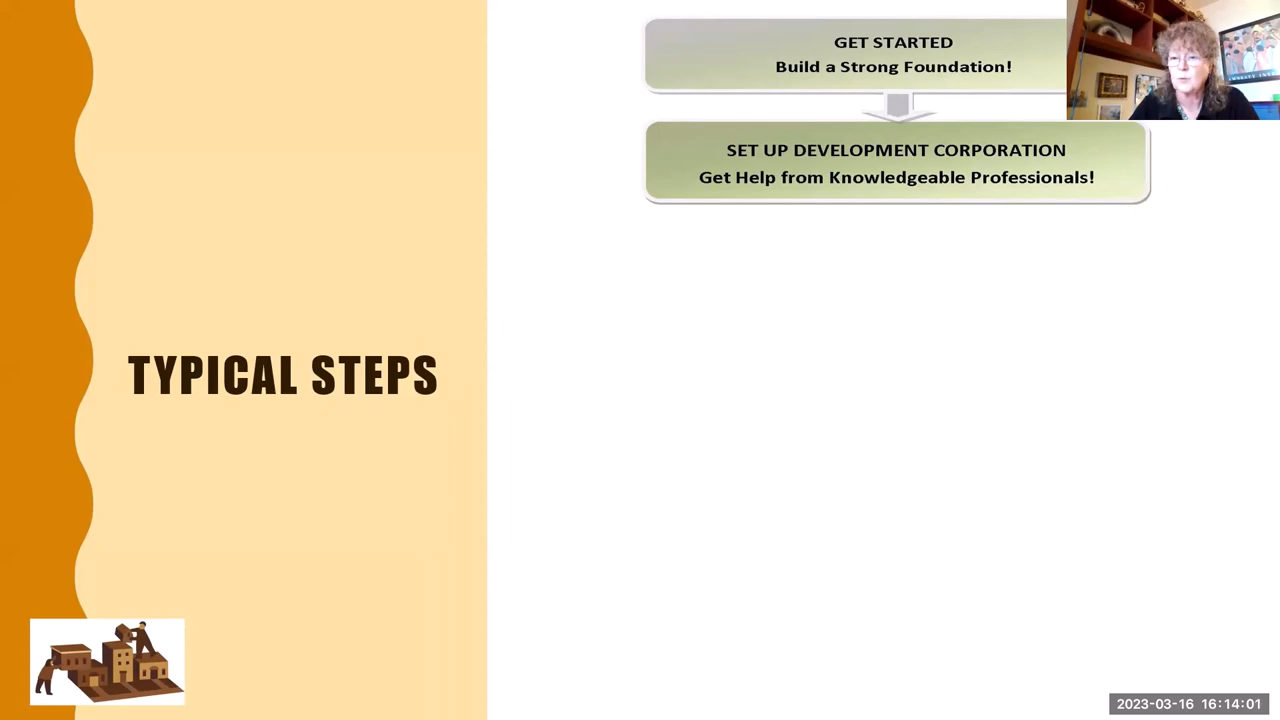 GET STARTED
Build a Strong Foundation!
SET UP DEVELOPMENT CORPORATION
Get Help from Knowledgeable Professionals!
TYPICAL STEPS
2023-03-16 16:14:01